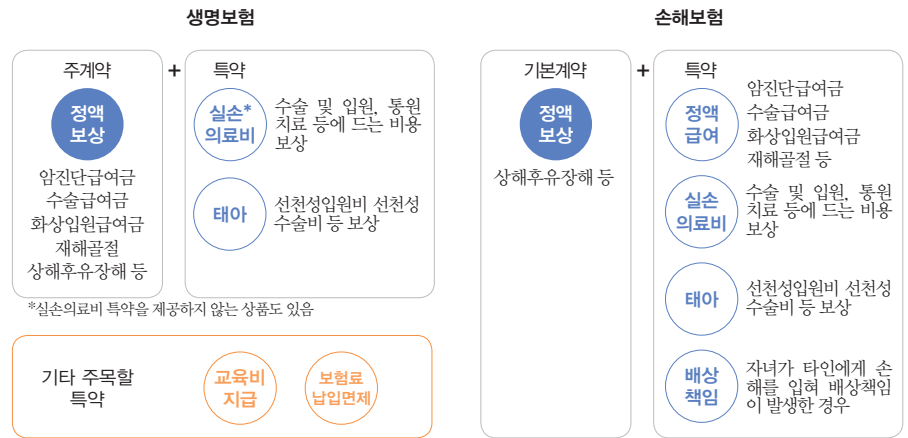 생명보험
주계약
정액
보상
암진단급여금
수술급여금
화상입원급여금
재해골절
상해후유장해 등
+
특약
실손*
의료비
수술 및 입원, 통원
치료 등에 드는 비용
보상
태아
선천성입원비 선천성
수술비 등 보상
*실손의료비 특약을 제공하지 않는 상품도 있음
기타 주목할
특약
교육비
지급
보험료
납입면제
손해보험
기본계약
정액
보상
상해후유장해 등
+
특약
정액
급여
암진단급여금
수술급여금
화상입원급여금
재해골절 등
실손
의료비
수술 및 입원, 통원
치료 등에 드는 비용
보상
태아
선천성입원비 선천성
수술비 등 보상
배상
책임
자녀가 타인에게 손
해를 입혀 배상책임
이 발생한 경우